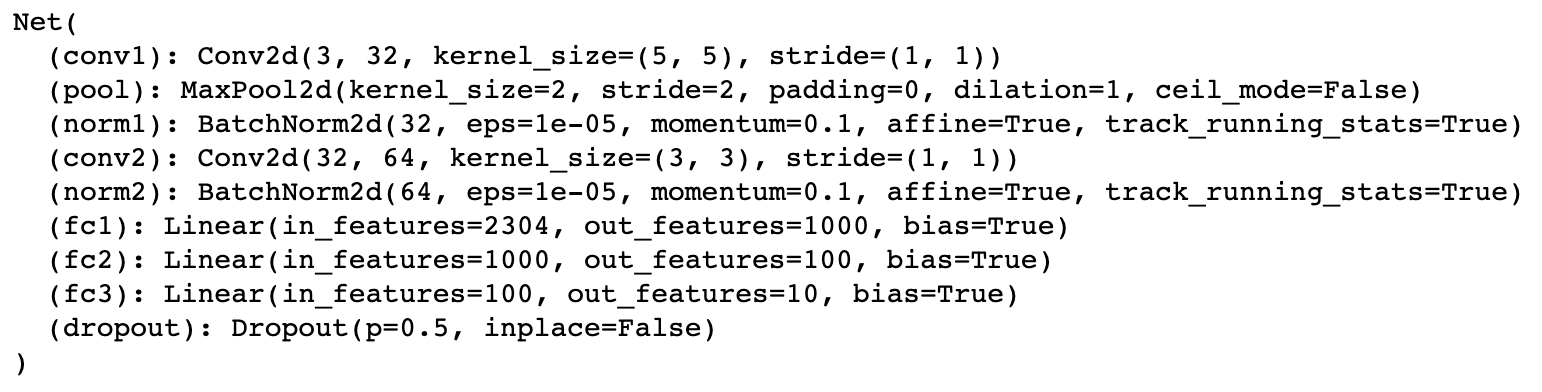 Net(
  (conv1): Conv2d(3, 32, kernel_size=(5, 5), stride=(1, 1))
  (pool): MaxPool2d(kernel_size=2, stride=2, padding=0, dilation=1, ceil_mode=False)
  (norm1): BatchNorm2d(32, eps=1e-05, momentum=0.1, affine=True, track_running_stats=True)
  (conv2): Conv2d(32, 64, kernel_size=(3, 3), stride=(1, 1))
  (norm2): BatchNorm2d(64, eps=1e-05, momentum=0.1, affine=True, track_running_stats=True)
  (fc1): Linear(in_features=2304, out_features=1000, bias=True)
  (fc2): Linear(in_features=1000, out_features=100, bias=True)
  (fc3): Linear(in_features=100, out_features=10, bias=True)
  (dropout): Dropout(p=0.5, inplace=False)
)